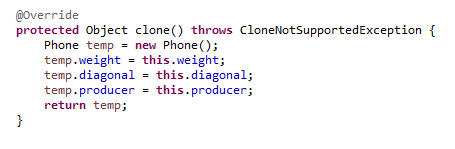 @Override
protected Object clone() throws CloneNotSupportedException {
    Phone temp = new Phone();
    temp.weight = this.weight;
    temp.diagonal = this.diagonal;
    temp.producer = this.producer;
    return temp;
}